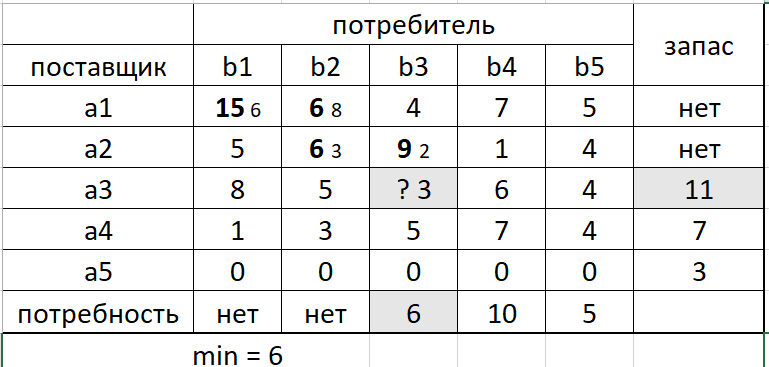 потребитель запас
поставщик b1 b2 b3 b4 b5
a1 15 6 6 8 4 7 5 нет
a2 5 6 3 9 2 1 4 нет
a3 8 5 ? 3 6 4 11
a4 1 3 5 7 4 7
a5 0 0 0 0 0 3
потребность нет нет 6 10 5
min = 6